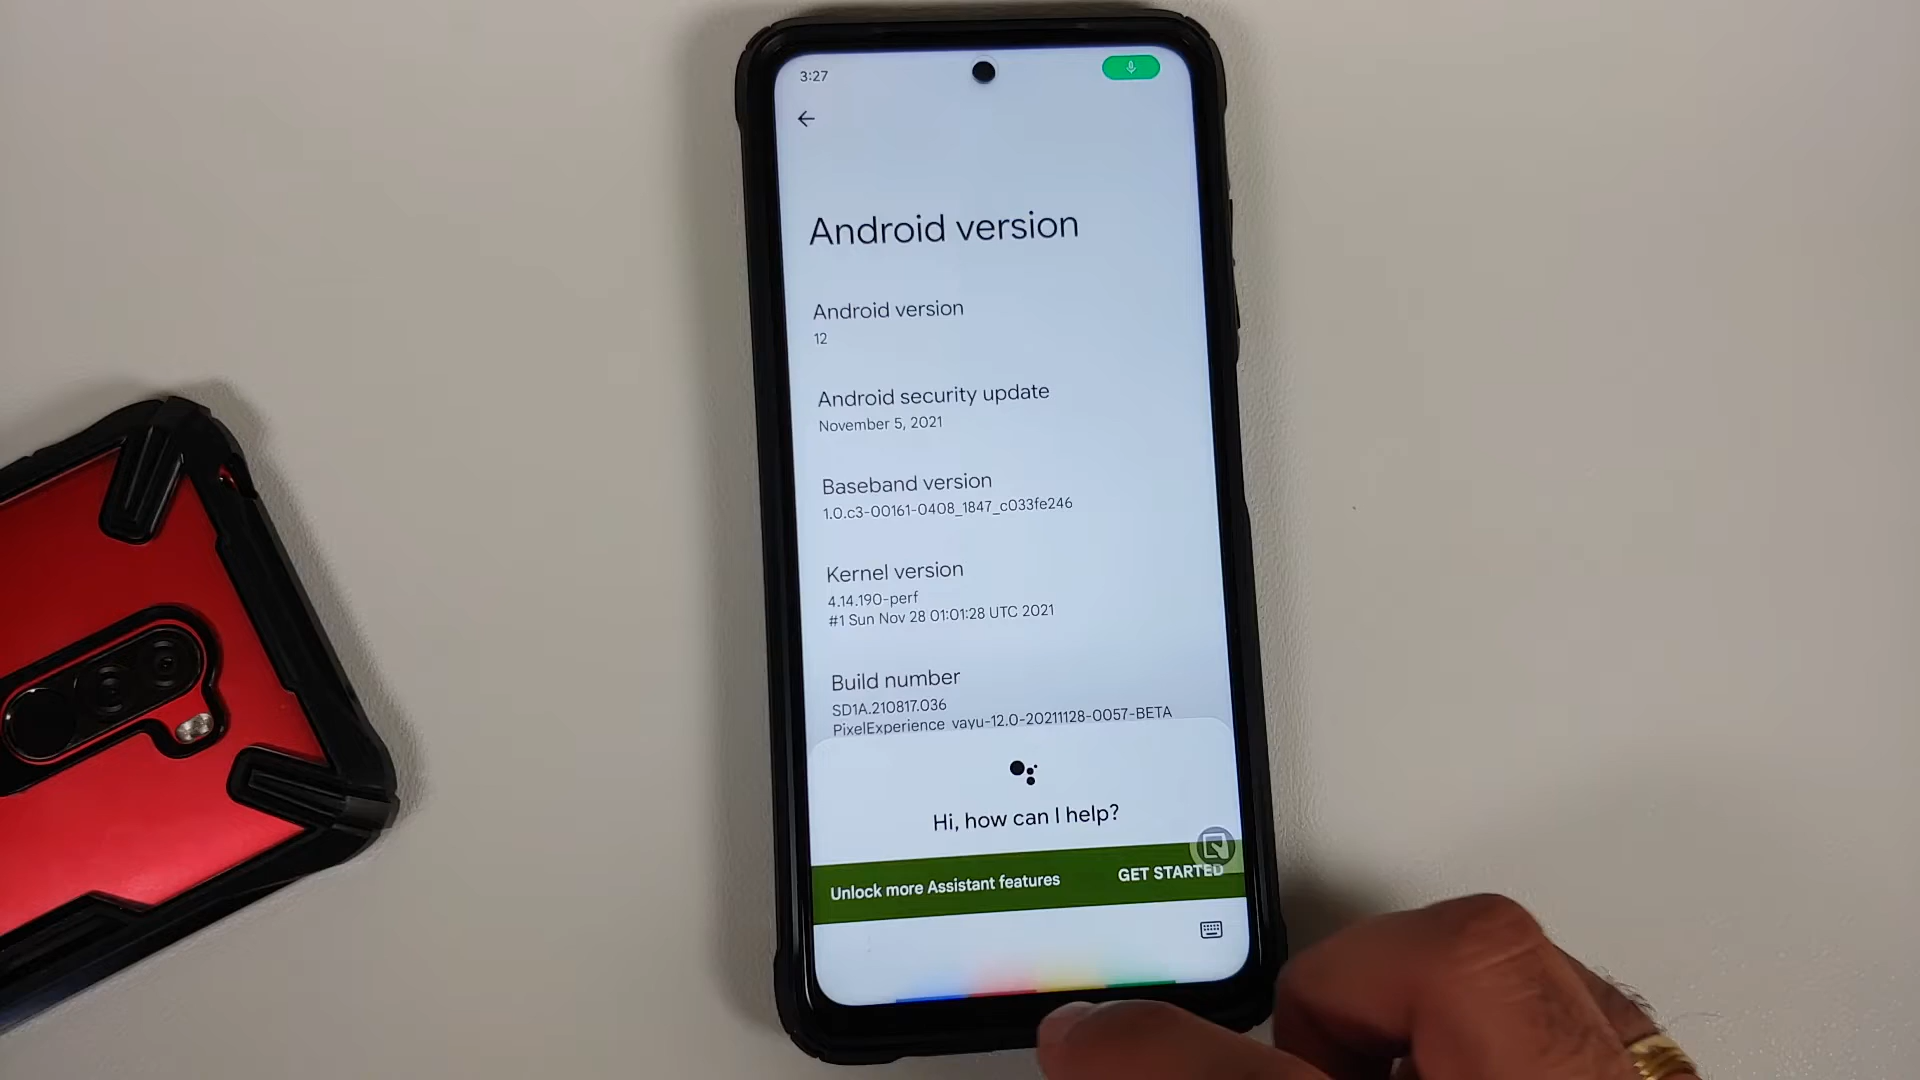 3:27
Android version
Android version
12
Android security update
November 5, 2021
Baseband version
1.0.c3-00161-0408_1847_c033fe246
Kernel version
4.14.190-perf
#1 Sun Nov 28 01:01:28 UTC 2021
Build number
SD1A.210817.036
PixelExperience_vayu-12.0-20211128-0057-BETA
Hi, how can I help?
Unlock more Assistant features
GET STARTED